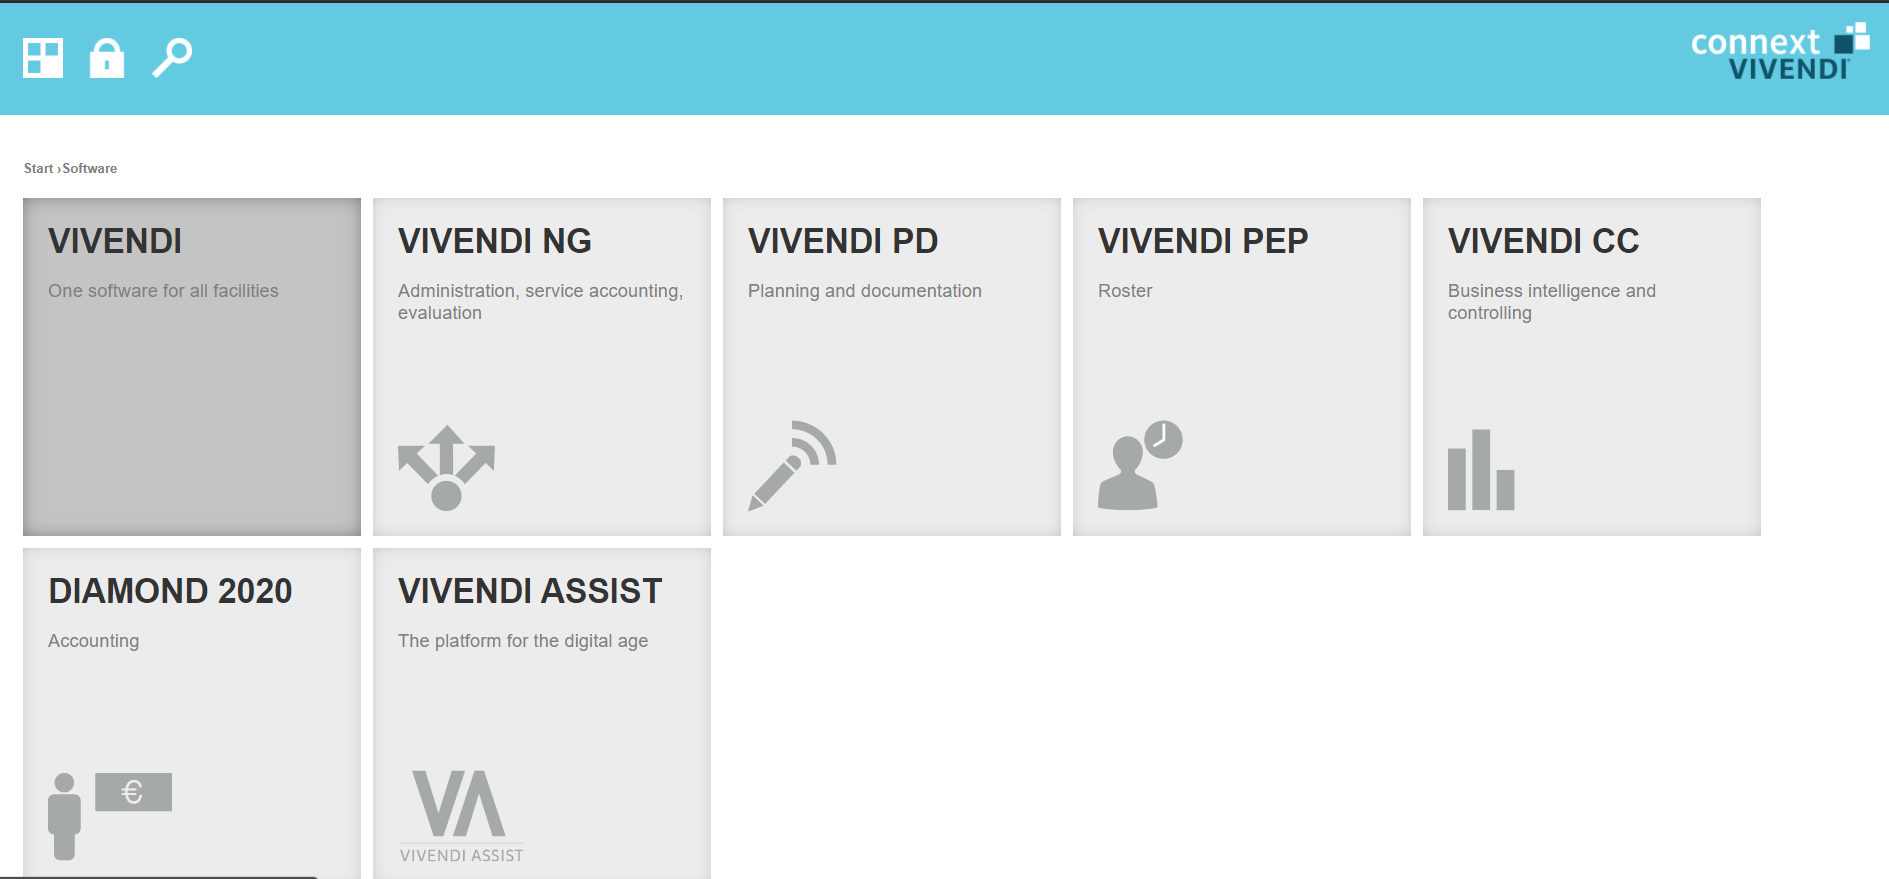 connext
VIVENDI
Start ›Software
VIVENDI
One software for all facilities
VIVENDI NG
Administration, service accounting,
evaluation
VIVENDI PD
Planning and documentation
VIVENDI PEP
Roster
VIVENDI CC
Business intelligence and
controlling
DIAMOND 2020
Accounting
€
VIVENDI ASSIST
The platform for the digital age
VA
VIVENDI ASSIST